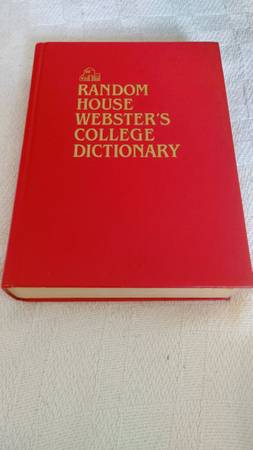 RANDOM
HOUSE
WEBSTER'S
COLLEGE
DICTIONARY